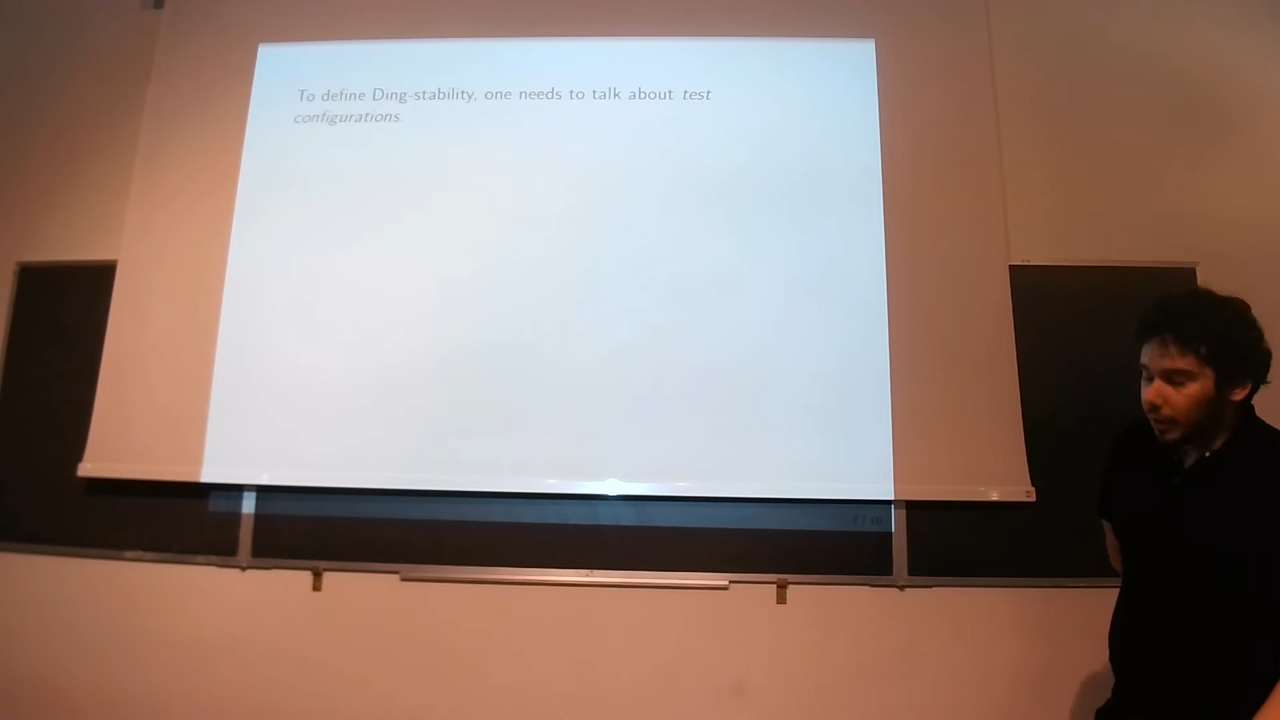 To define Ding-stability, one needs to talk about test
configurations.